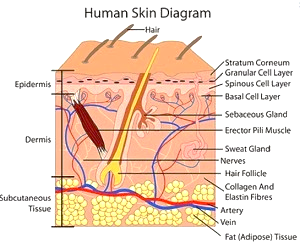 Human Skin Diagram
Hair
Stratum Corneum
Granular Cell Layer
Spinous Cell Layer
Basal Cell Layer
Sebaceous Gland
Erector Pili Muscle
Sweat Gland
Nerves
Hair Follicle
Collagen And
Elastin Fibres
Artery
Vein
Fat (Adipose) Tissue
Epidermis
Dermis
Subcutaneous
Tissue